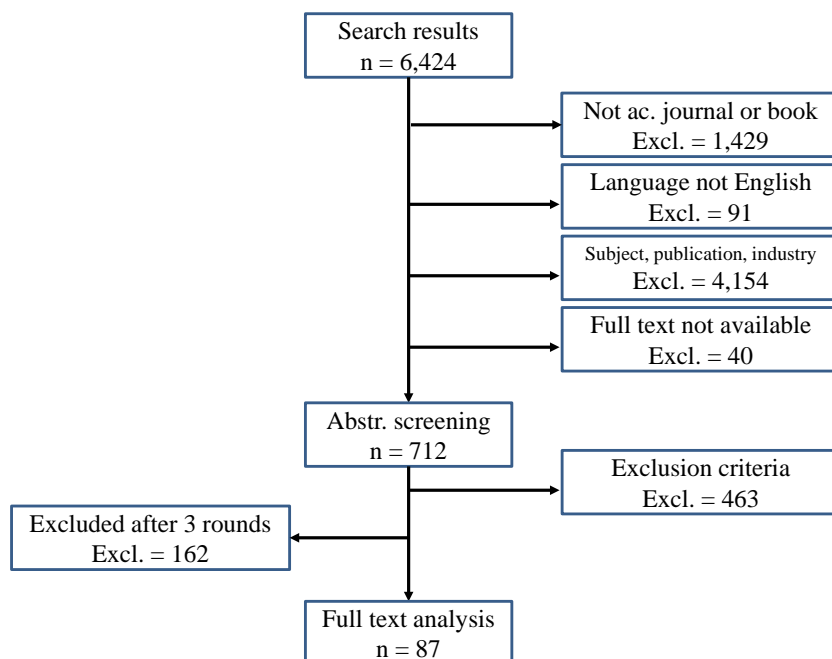 Search results
n = 6,424
Not ac. journal or book
Excl. = 1,429
Language not English
Excl. = 91
Subject, publication, industry
Excl. = 4,154
Full text not available
Excl. = 40
Abstr. screening
n = 712
Exclusion criteria
Excl. = 463
Excluded after 3 rounds
Excl. = 162
Full text analysis
n = 87